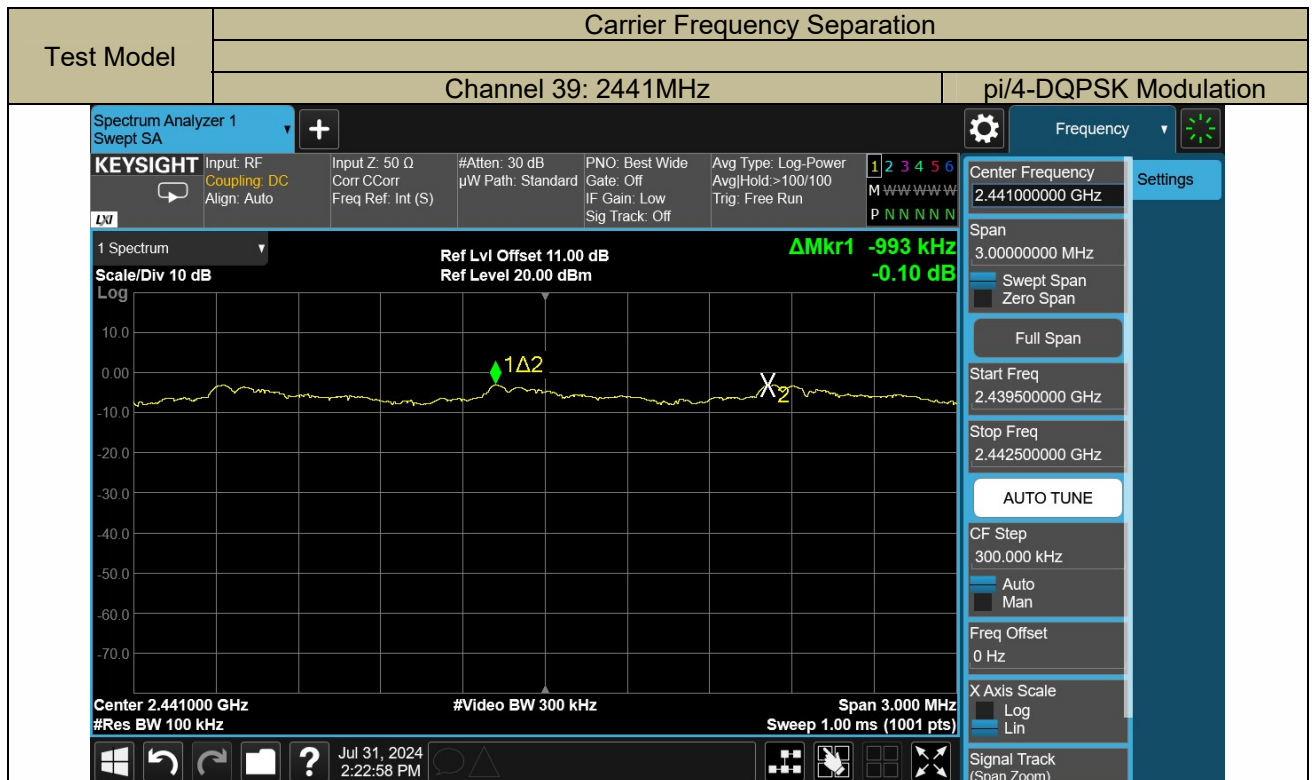 Test Model
Carrier Frequency Separation
Channel 39: 2441MHz
pi/4-DQPSK Modulation
Spectrum Analyzer 1
Swept SA
+
Frequency
KEYSIGHT
LXI
Input: RF
Coupling: DC
Align: Auto
Input Z: 50 Ω
Corr CCorr
Freq Ref: Int (S)
#Atten: 30 dB
µW Path: Standard
PNO: Best Wide
Gate: Off
IF Gain: Low
Sig Track: Off
Avg Type: Log-Power
Avg|Hold:>100/100
Trig: Free Run
1 2 3 4 5 6
M W W W W W
P N N N N N
1 Spectrum
Scale/Div 10 dB
Log
Ref Lvl Offset 11.00 dB
Ref Level 20.00 dBm
ΔMkr1 -993 kHz
-0.10 dB
10.0
0.00
-10.0
-20.0
-30.0
-40.0
-50.0
-60.0
-70.0
1Δ2
X2
Center 2.441000 GHz
#Video BW 300 kHz
Span 3.000 MHz
#Res BW 100 kHz
Sweep 1.00 ms (1001 pts)
Center Frequency
2.441000000 GHz
Settings
Span
3.00000000 MHz
Swept Span
Zero Span
Full Span
Start Freq
2.439500000 GHz
Stop Freq
2.442500000 GHz
AUTO TUNE
CF Step
300.000 kHz
Auto
Man
Freq Offset
0 Hz
X Axis Scale
Log
Lin
Signal Track
(Span Zoom)
?
Jul 31, 2024
2:22:58 PM